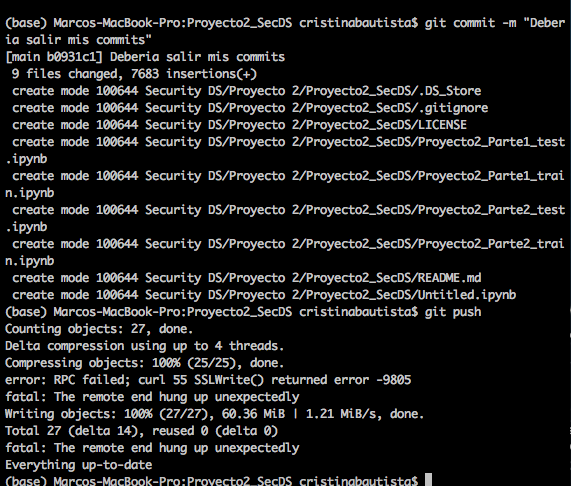 (base) Marcos-MacBook-Pro:Proyecto2_SecDS cristinabautista$ git commit -m "Deber
ia salir mis commits"
[main b0931c1] Deberia salir mis commits
 9 files changed, 7683 insertions(+)
 create mode 100644 Security DS/Proyecto 2/Proyecto2_SecDS/.DS_Store
 create mode 100644 Security DS/Proyecto 2/Proyecto2_SecDS/.gitignore
 create mode 100644 Security DS/Proyecto 2/Proyecto2_SecDS/LICENSE
 create mode 100644 Security DS/Proyecto 2/Proyecto2_SecDS/Proyecto2_Parte1_test
.ipynb
 create mode 100644 Security DS/Proyecto 2/Proyecto2_SecDS/Proyecto2_Parte1_trai
n.ipynb
 create mode 100644 Security DS/Proyecto 2/Proyecto2_SecDS/Proyecto2_Parte2_test
.ipynb
 create mode 100644 Security DS/Proyecto 2/Proyecto2_SecDS/Proyecto2_Parte2_trai
n.ipynb
 create mode 100644 Security DS/Proyecto 2/Proyecto2_SecDS/README.md
 create mode 100644 Security DS/Proyecto 2/Proyecto2_SecDS/Untitled.ipynb
(base) Marcos-MacBook-Pro:Proyecto2_SecDS cristinabautista$ git push
Counting objects: 27, done.
Delta compression using up to 4 threads.
Compressing objects: 100% (25/25), done.
error: RPC failed; curl 55 SSLWrite() returned error -9805
fatal: The remote end hung up unexpectedly
Writing objects: 100% (27/27), 60.36 MiB | 1.21 MiB/s, done.
Total 27 (delta 14), reused 0 (delta 0)
fatal: The remote end hung up unexpectedly
Everything up-to-date
(base) Marcos-MacBook-Pro:Proyecto2_SecDS cristinabautista$